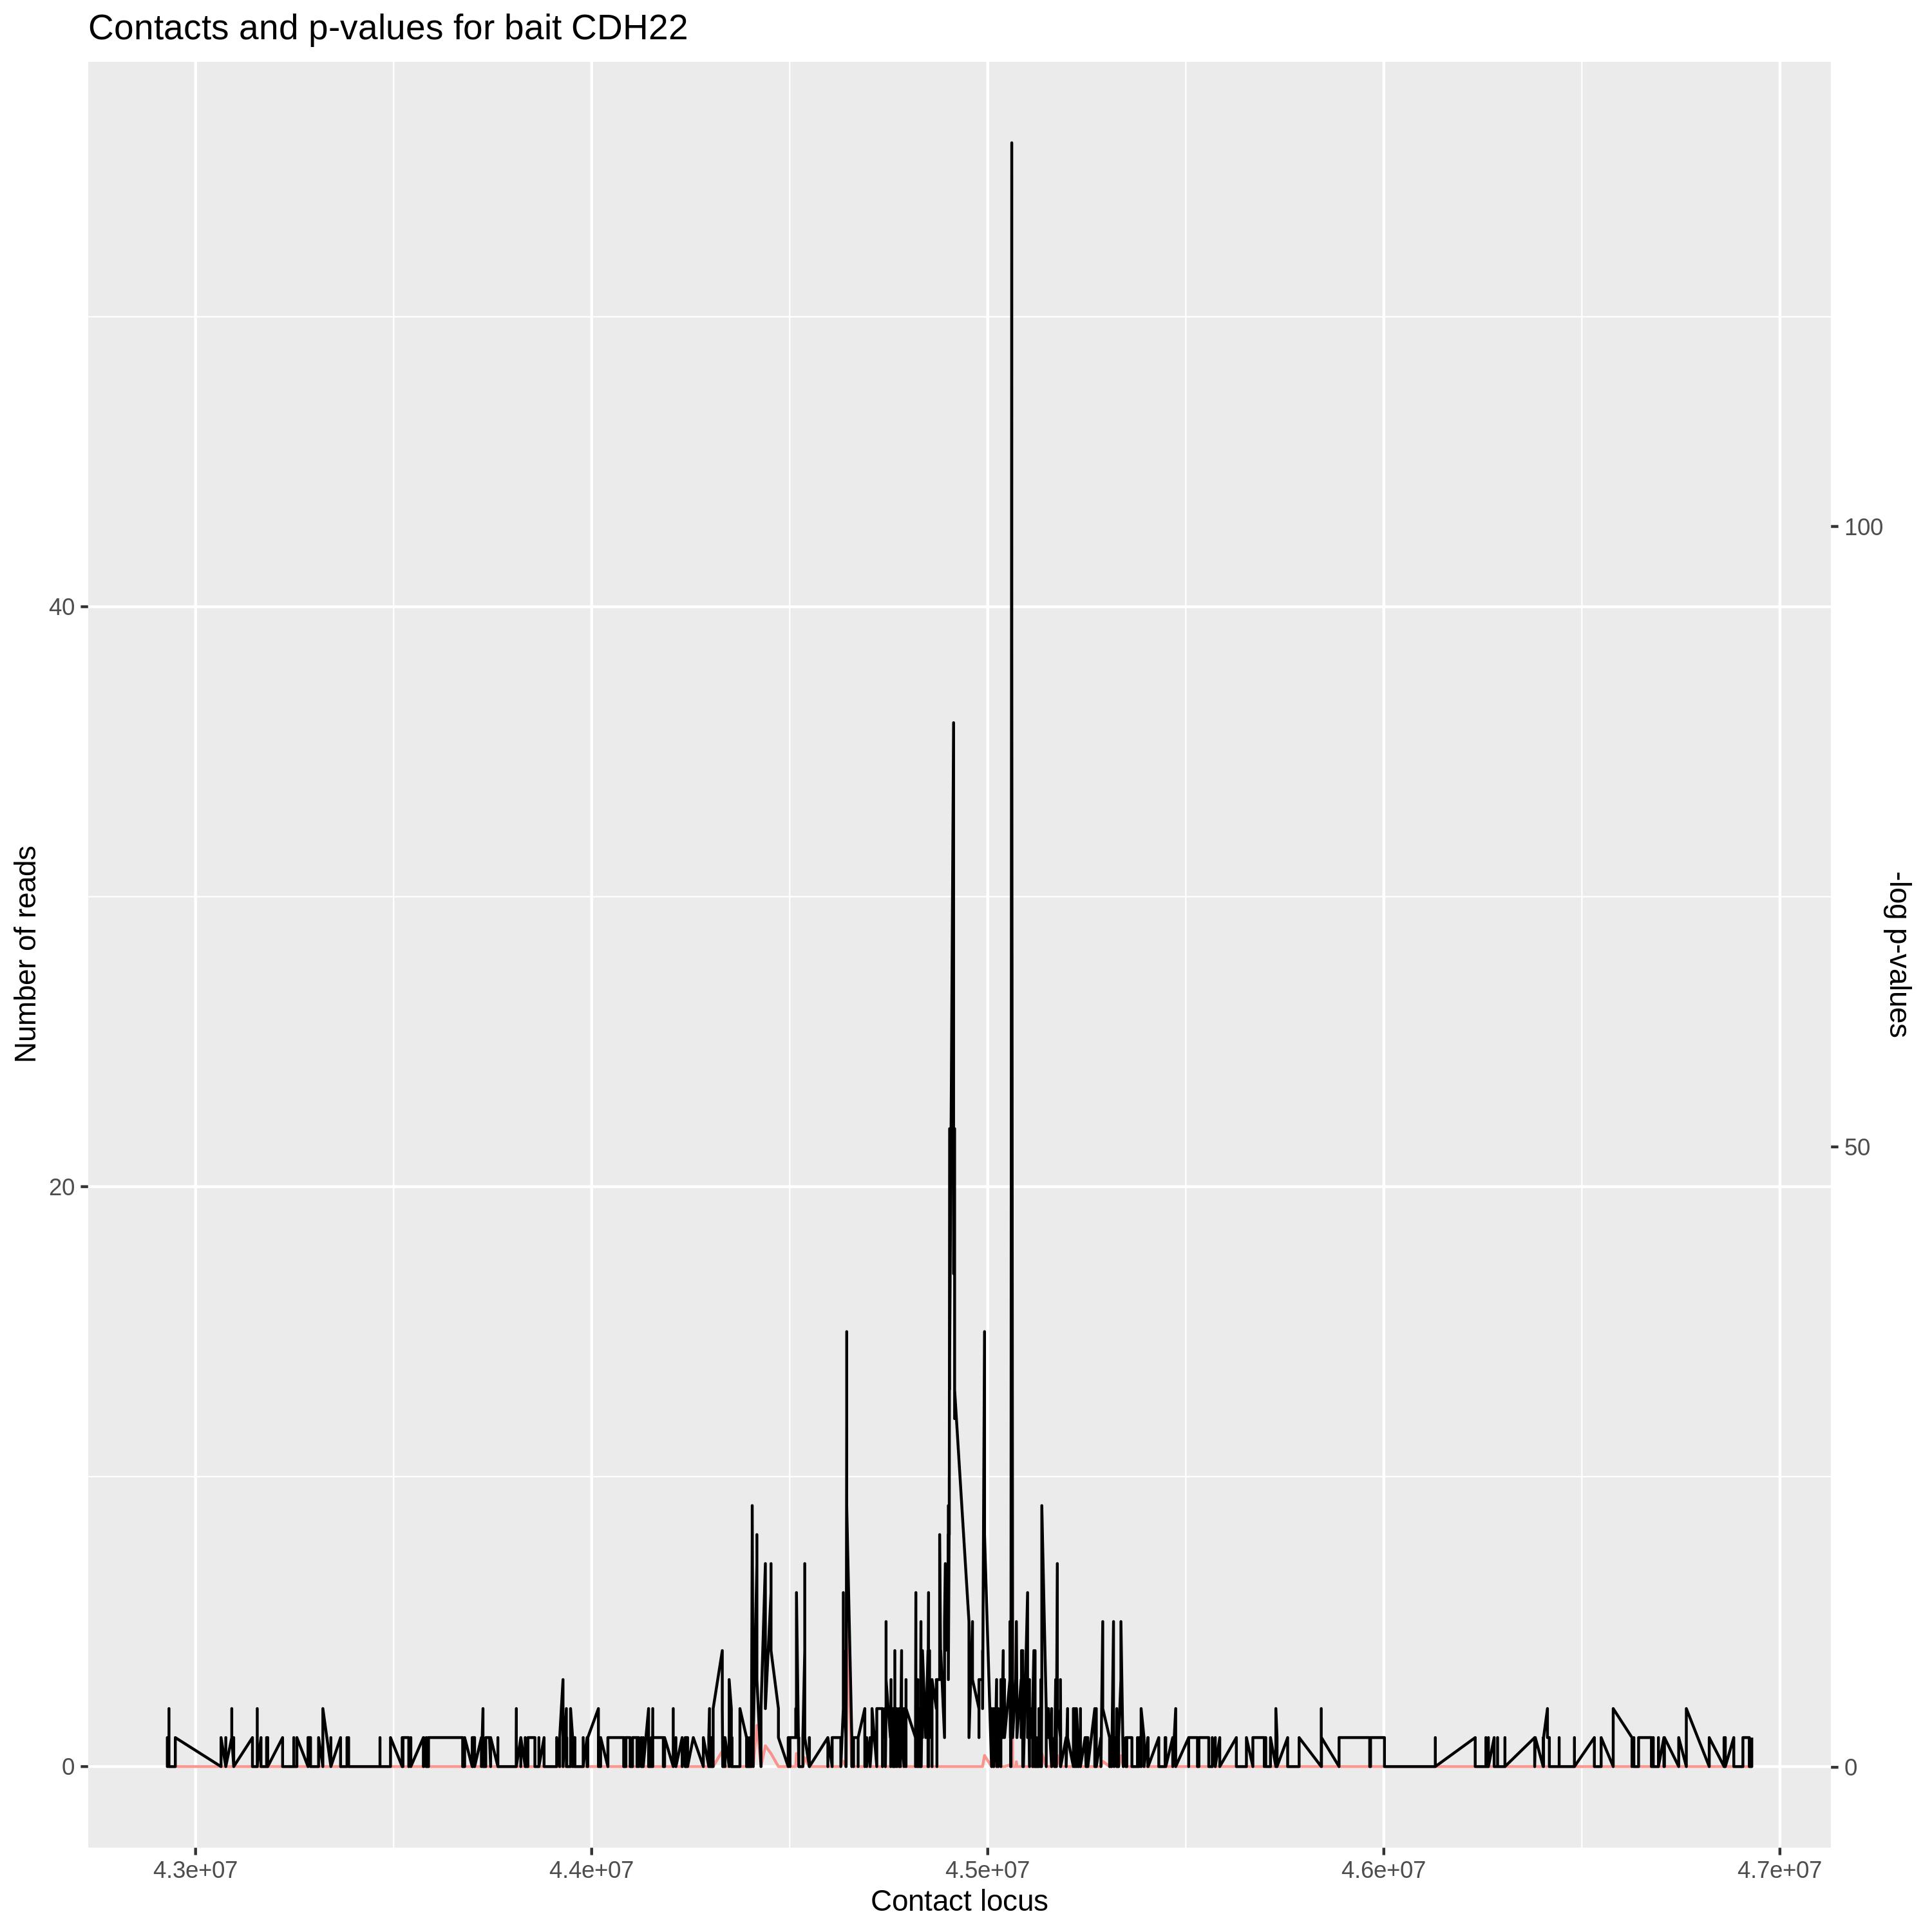 Contacts and p-values for bait CDH22
Number of reads
40
20
0
100
50
0
-log p-values
4.3e+07
4.4e+07
4.5e+07
4.6e+07
4.7e+07
Contact locus